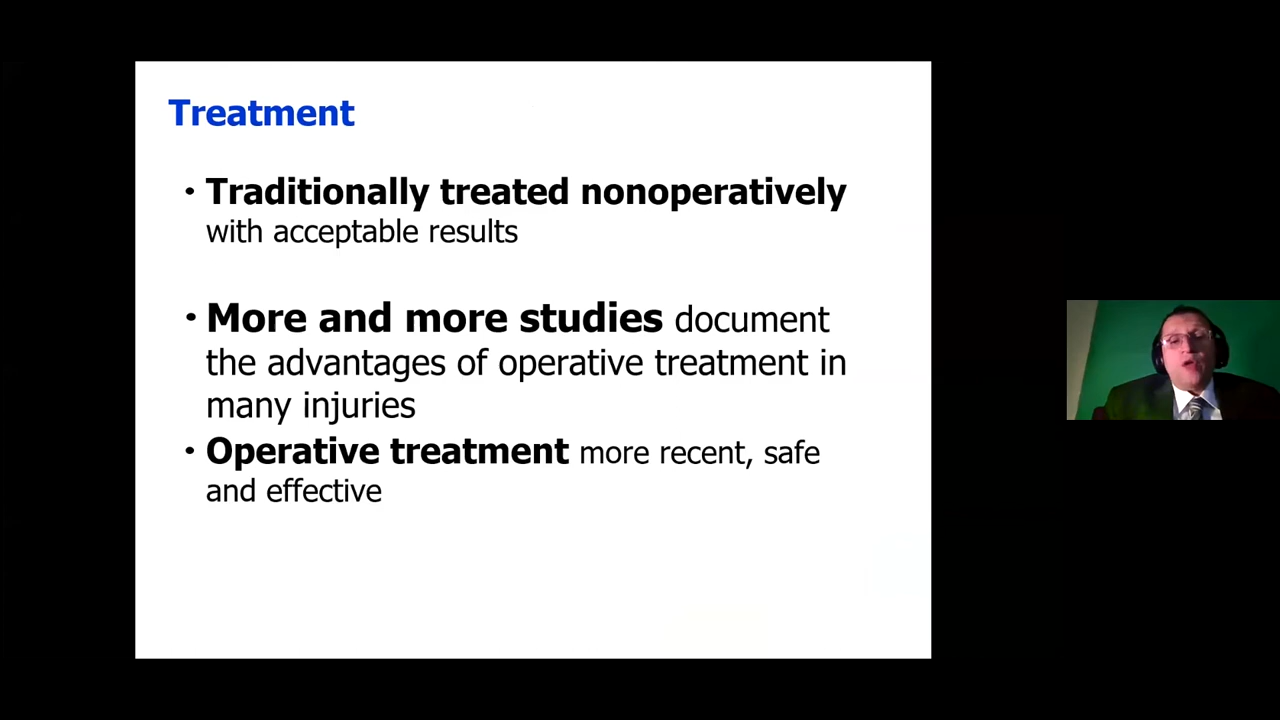 Treatment
• Traditionally treated nonoperatively
with acceptable results
• More and more studies document
the advantages of operative treatment in
many injuries
• Operative treatment more recent, safe
and effective